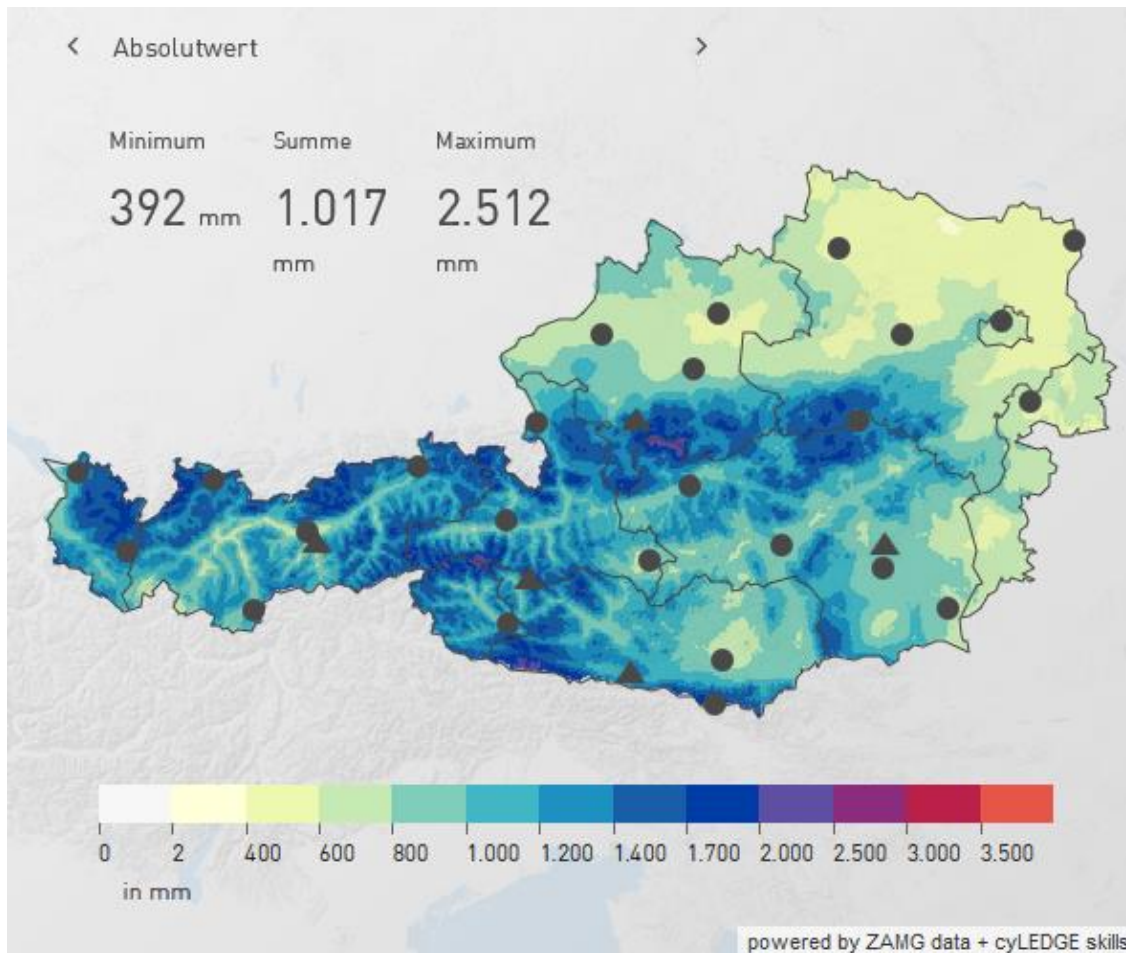 Absolutwert
Minimum Summe Maximum
392 mm 1.017 2.512
mm mm
0 2 400 600 800 1.000 1.200 1.400 1.700 2.000 2.500 3.000 3.500
in mm
powered by ZAMG data + cyLEDGE skills